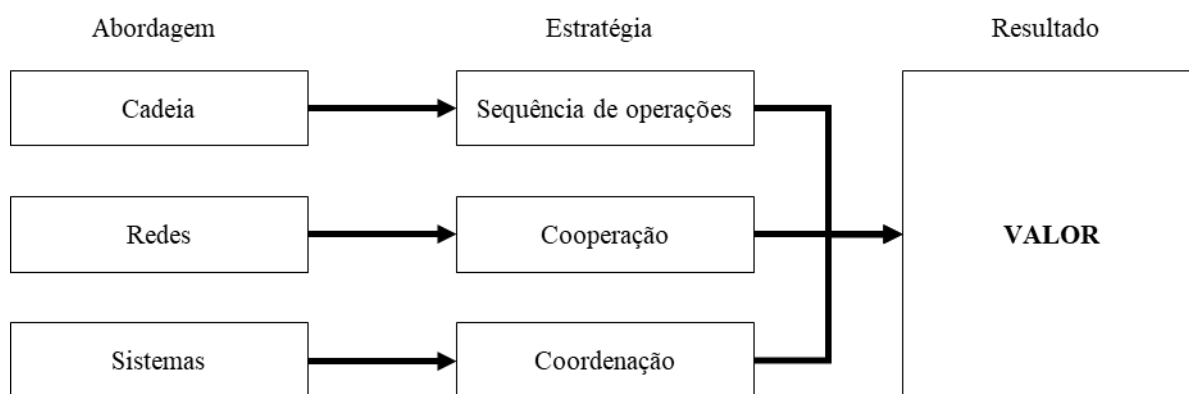 Abordagem
Estratégia
Resultado
Cadeia
Sequência de operações
Redes
Cooperação
VALOR
Sistemas
Coordenação